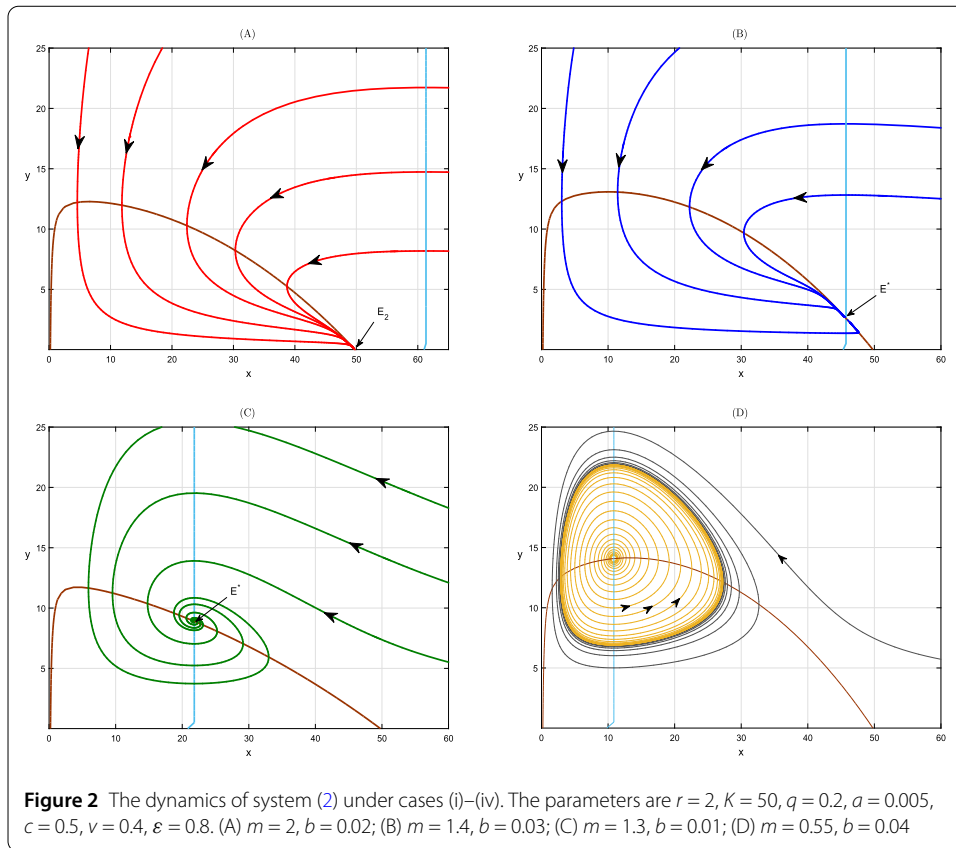 (A)
25
20
15
y
10
5
0
0 10 20 30 40 50 60
x
E2
(B)
25
20
15
y
10
5
0
0 10 20 30 40 50 60
x
E*
(C)
25
20
15
y
10
5
0 10 20 30 40 50 60
x
E*
(D)
25
20
15
y
10
5
0 10 20 30 40 50 60
x
Figure 2 The dynamics of system (2) under cases (i)–(iv). The parameters are r = 2, K = 50, q = 0.2, a = 0.005,
c = 0.5, v = 0.4, ε = 0.8. (A) m = 2, b = 0.02; (B) m = 1.4, b = 0.03; (C) m = 1.3, b = 0.01; (D) m = 0.55, b = 0.04